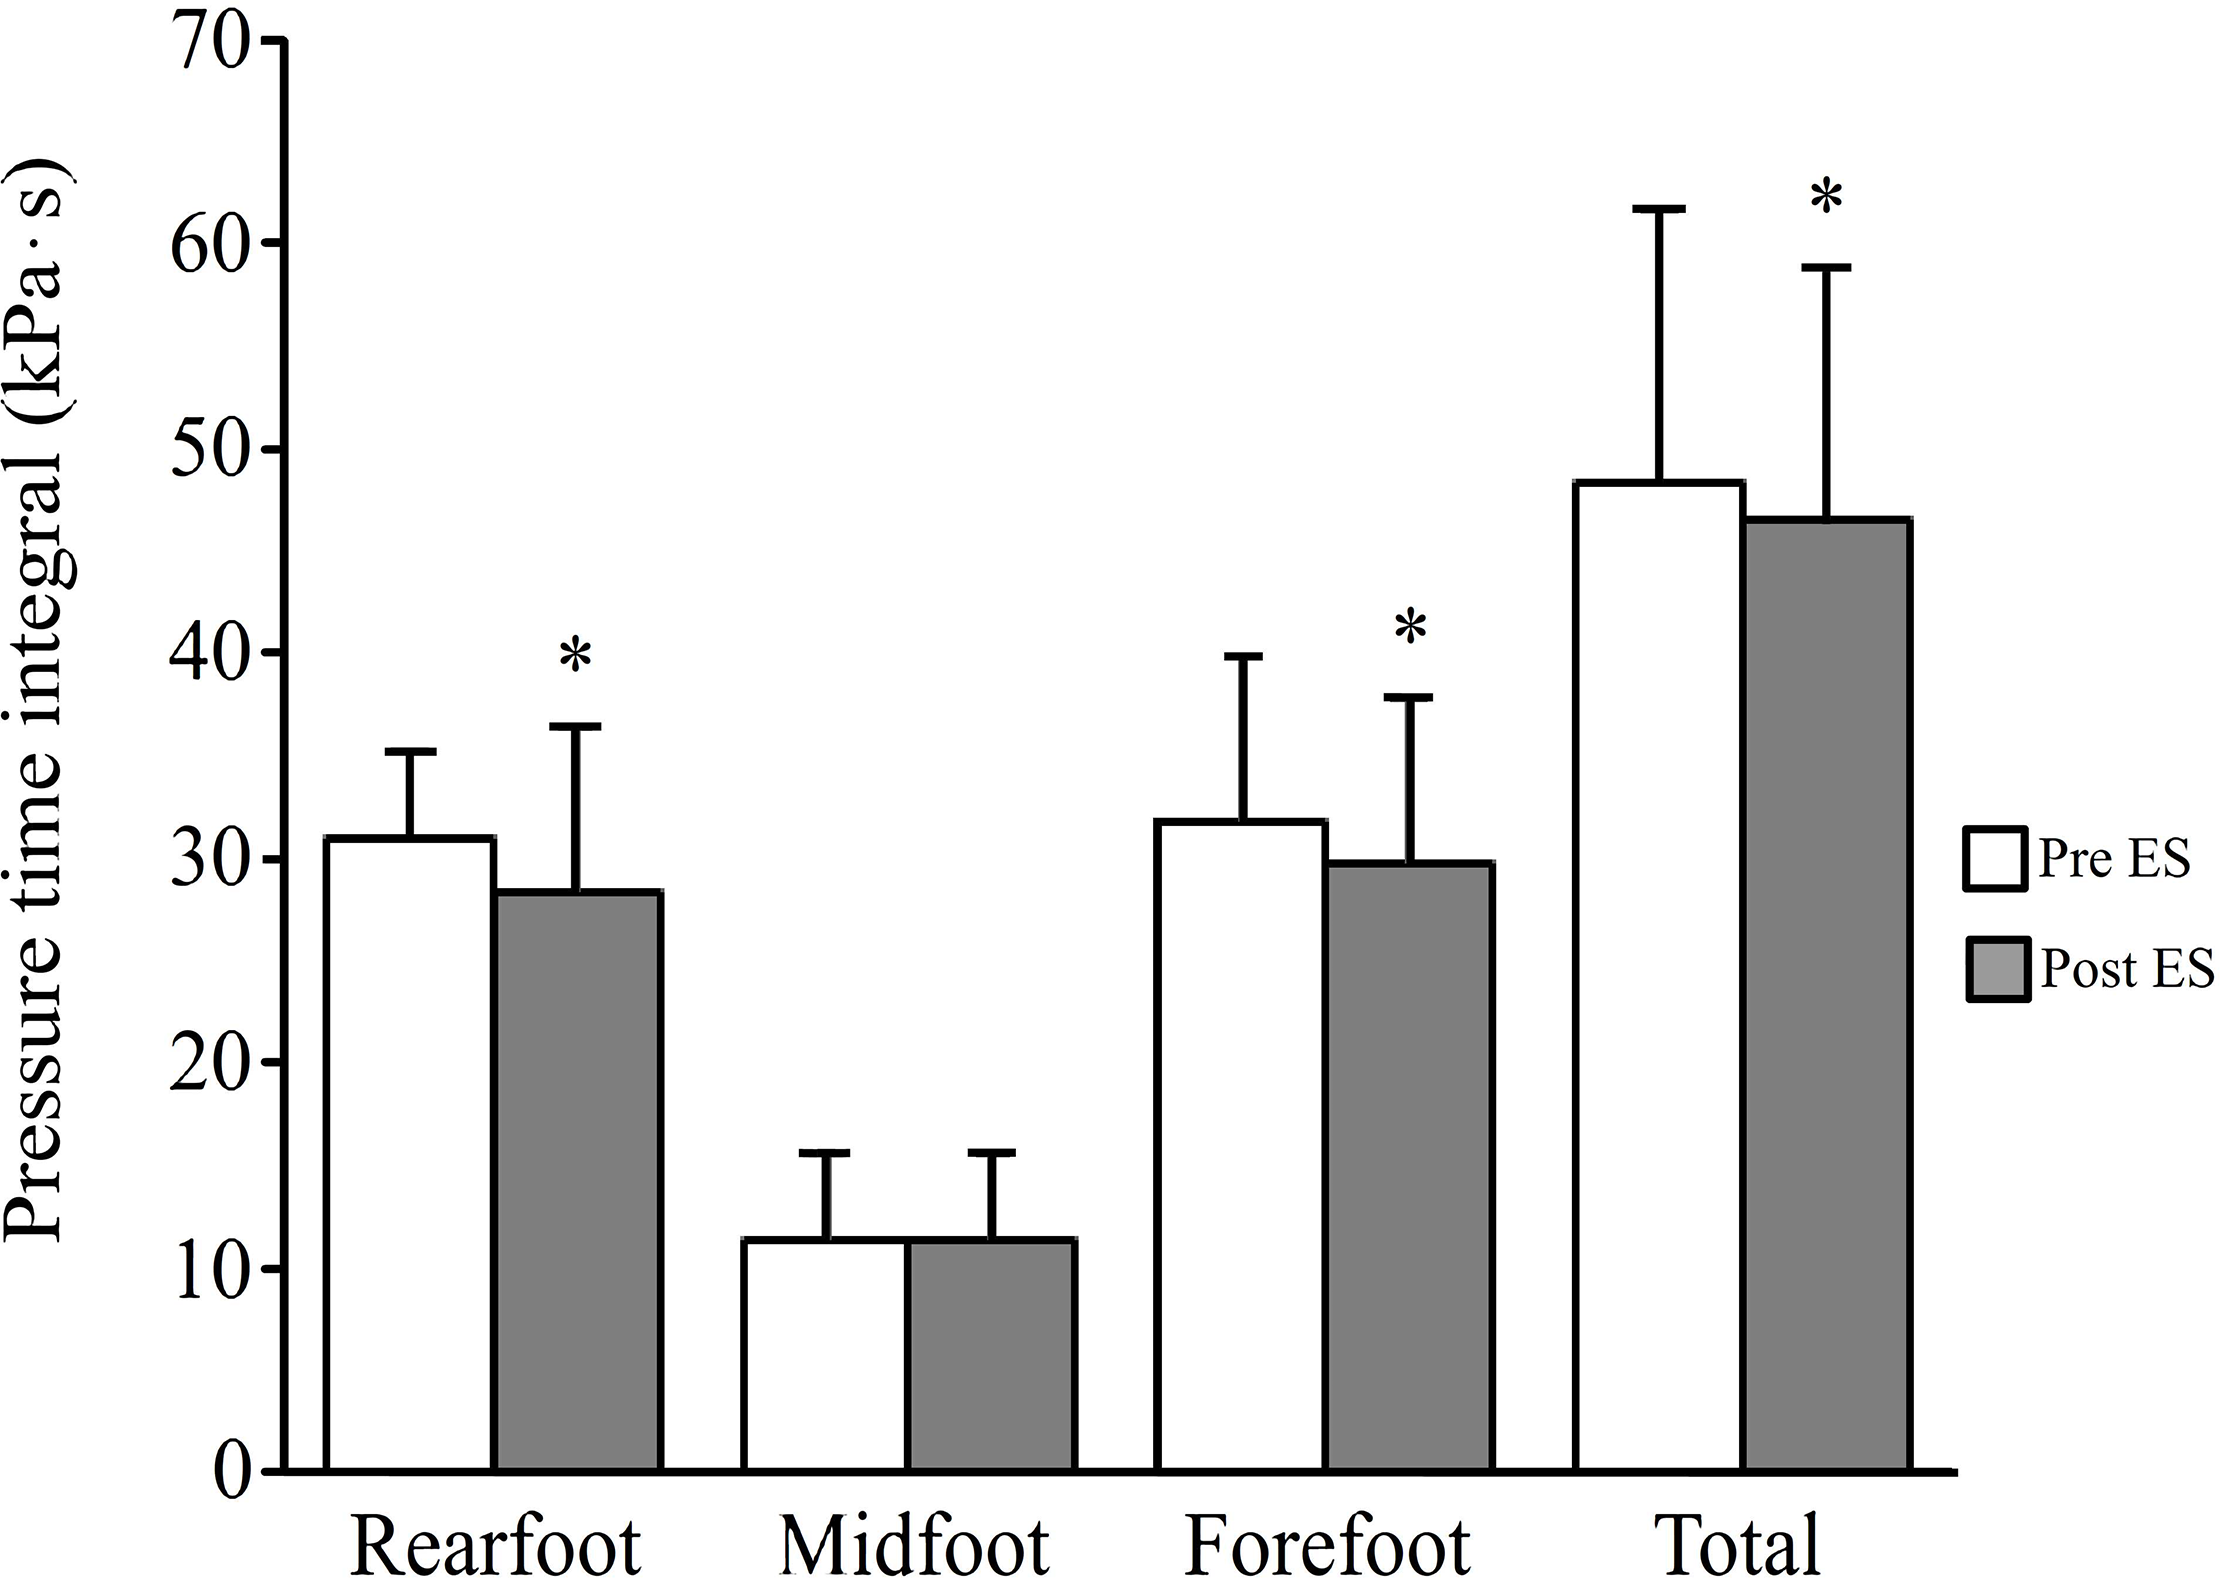 Pressure time integral (kPa·s)
70
60
50
40
30
20
10
0
*
*
*
Rearfoot Midfoot Forefoot Total
Pre ES
Post ES